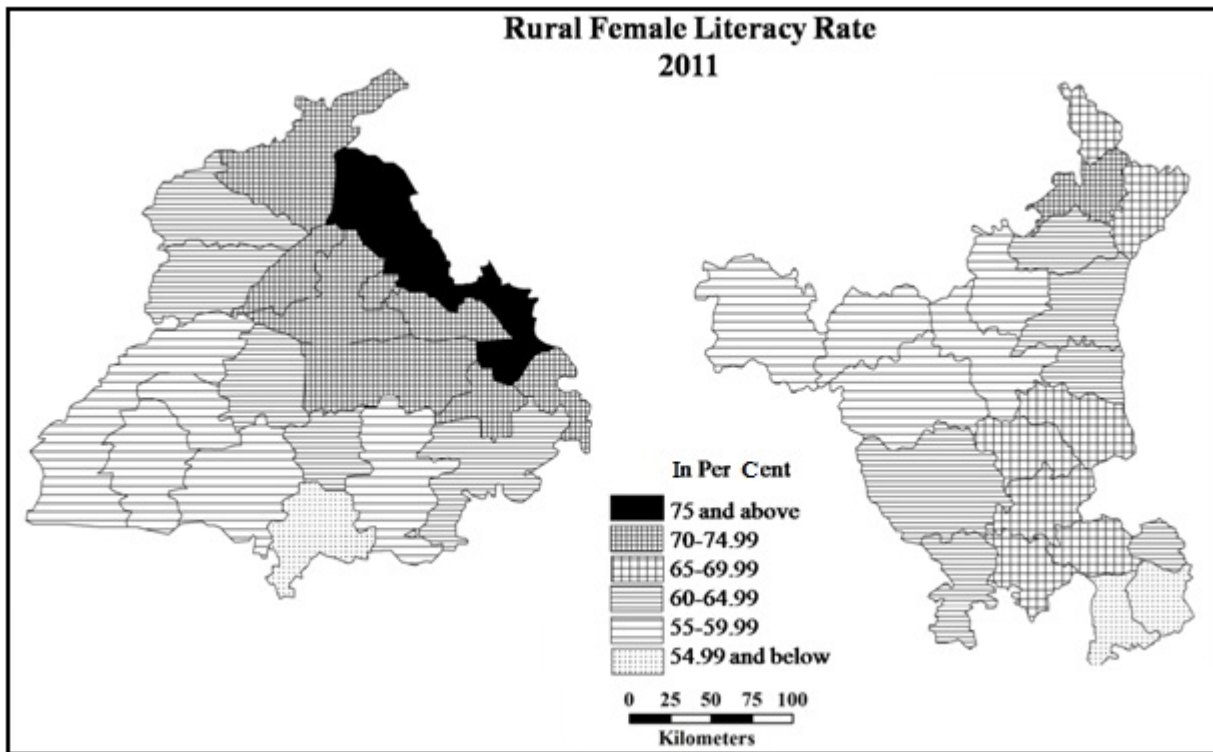 Rural Female Literacy Rate
2011
In Per Cent
75 and above
70-74.99
65-69.99
60-64.99
55-59.99
54.99 and below
0 25 50 75 100
Kilometers